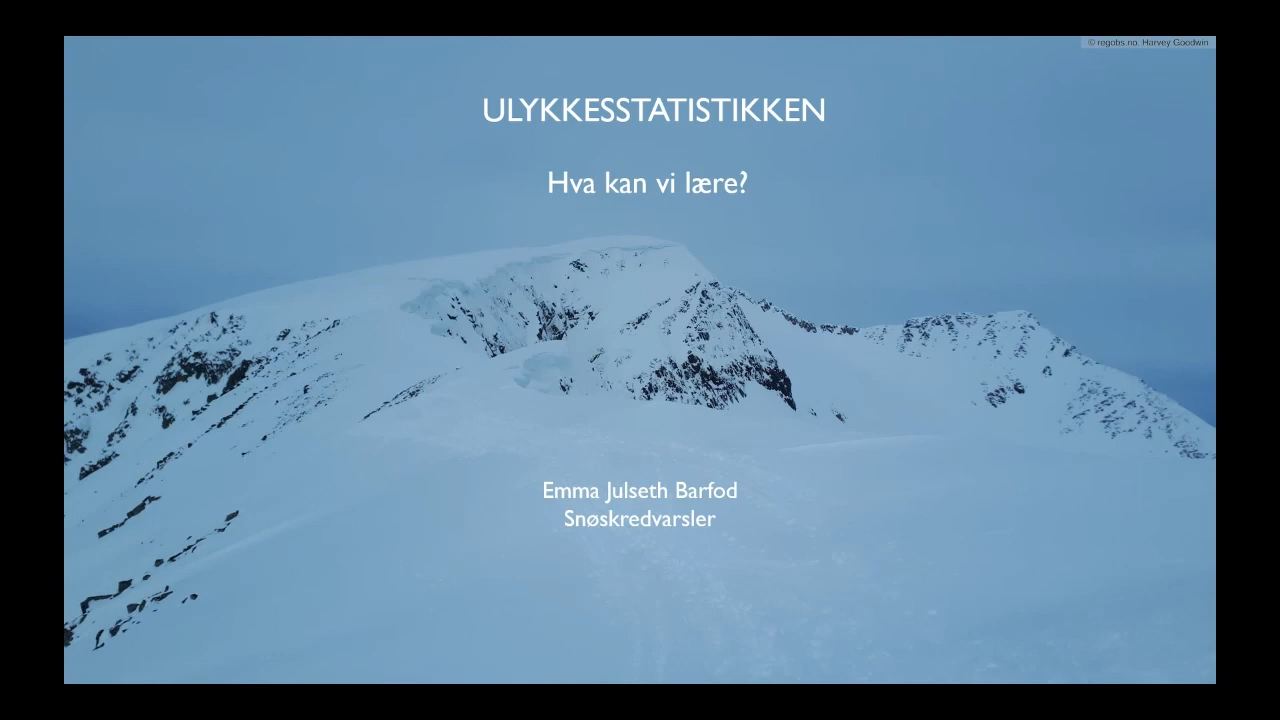 © regobs.no, Harvey Goodwin
ULYKKESSTATISTIKKEN
Hva kan vi lære?
Emma Julseth Barfod
Snøskredvarsler